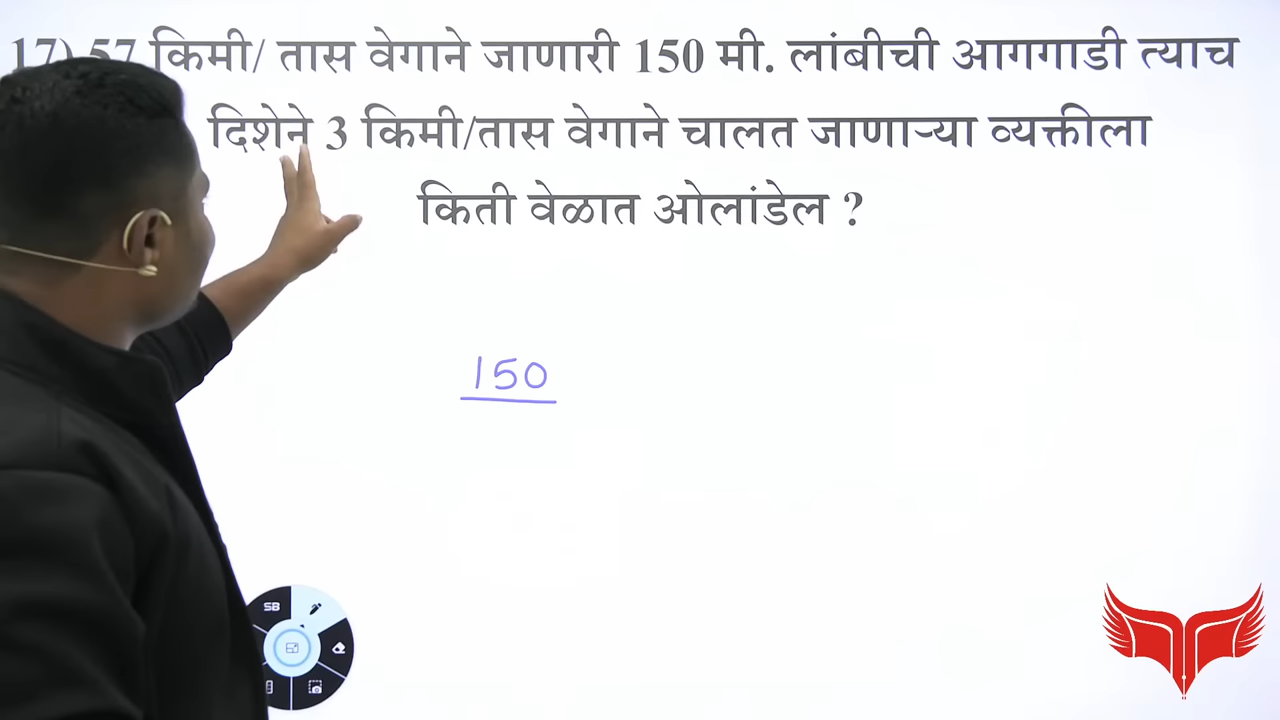 17) 57 किमी/ तास वेगाने जाणारी 150 मी. लांबीची आगगाडी त्याच
दिशेने 3 किमी/तास वेगाने चालत जाणाऱ्या व्यक्तीला
किती वेळात ओलांडेल ?
150
SB